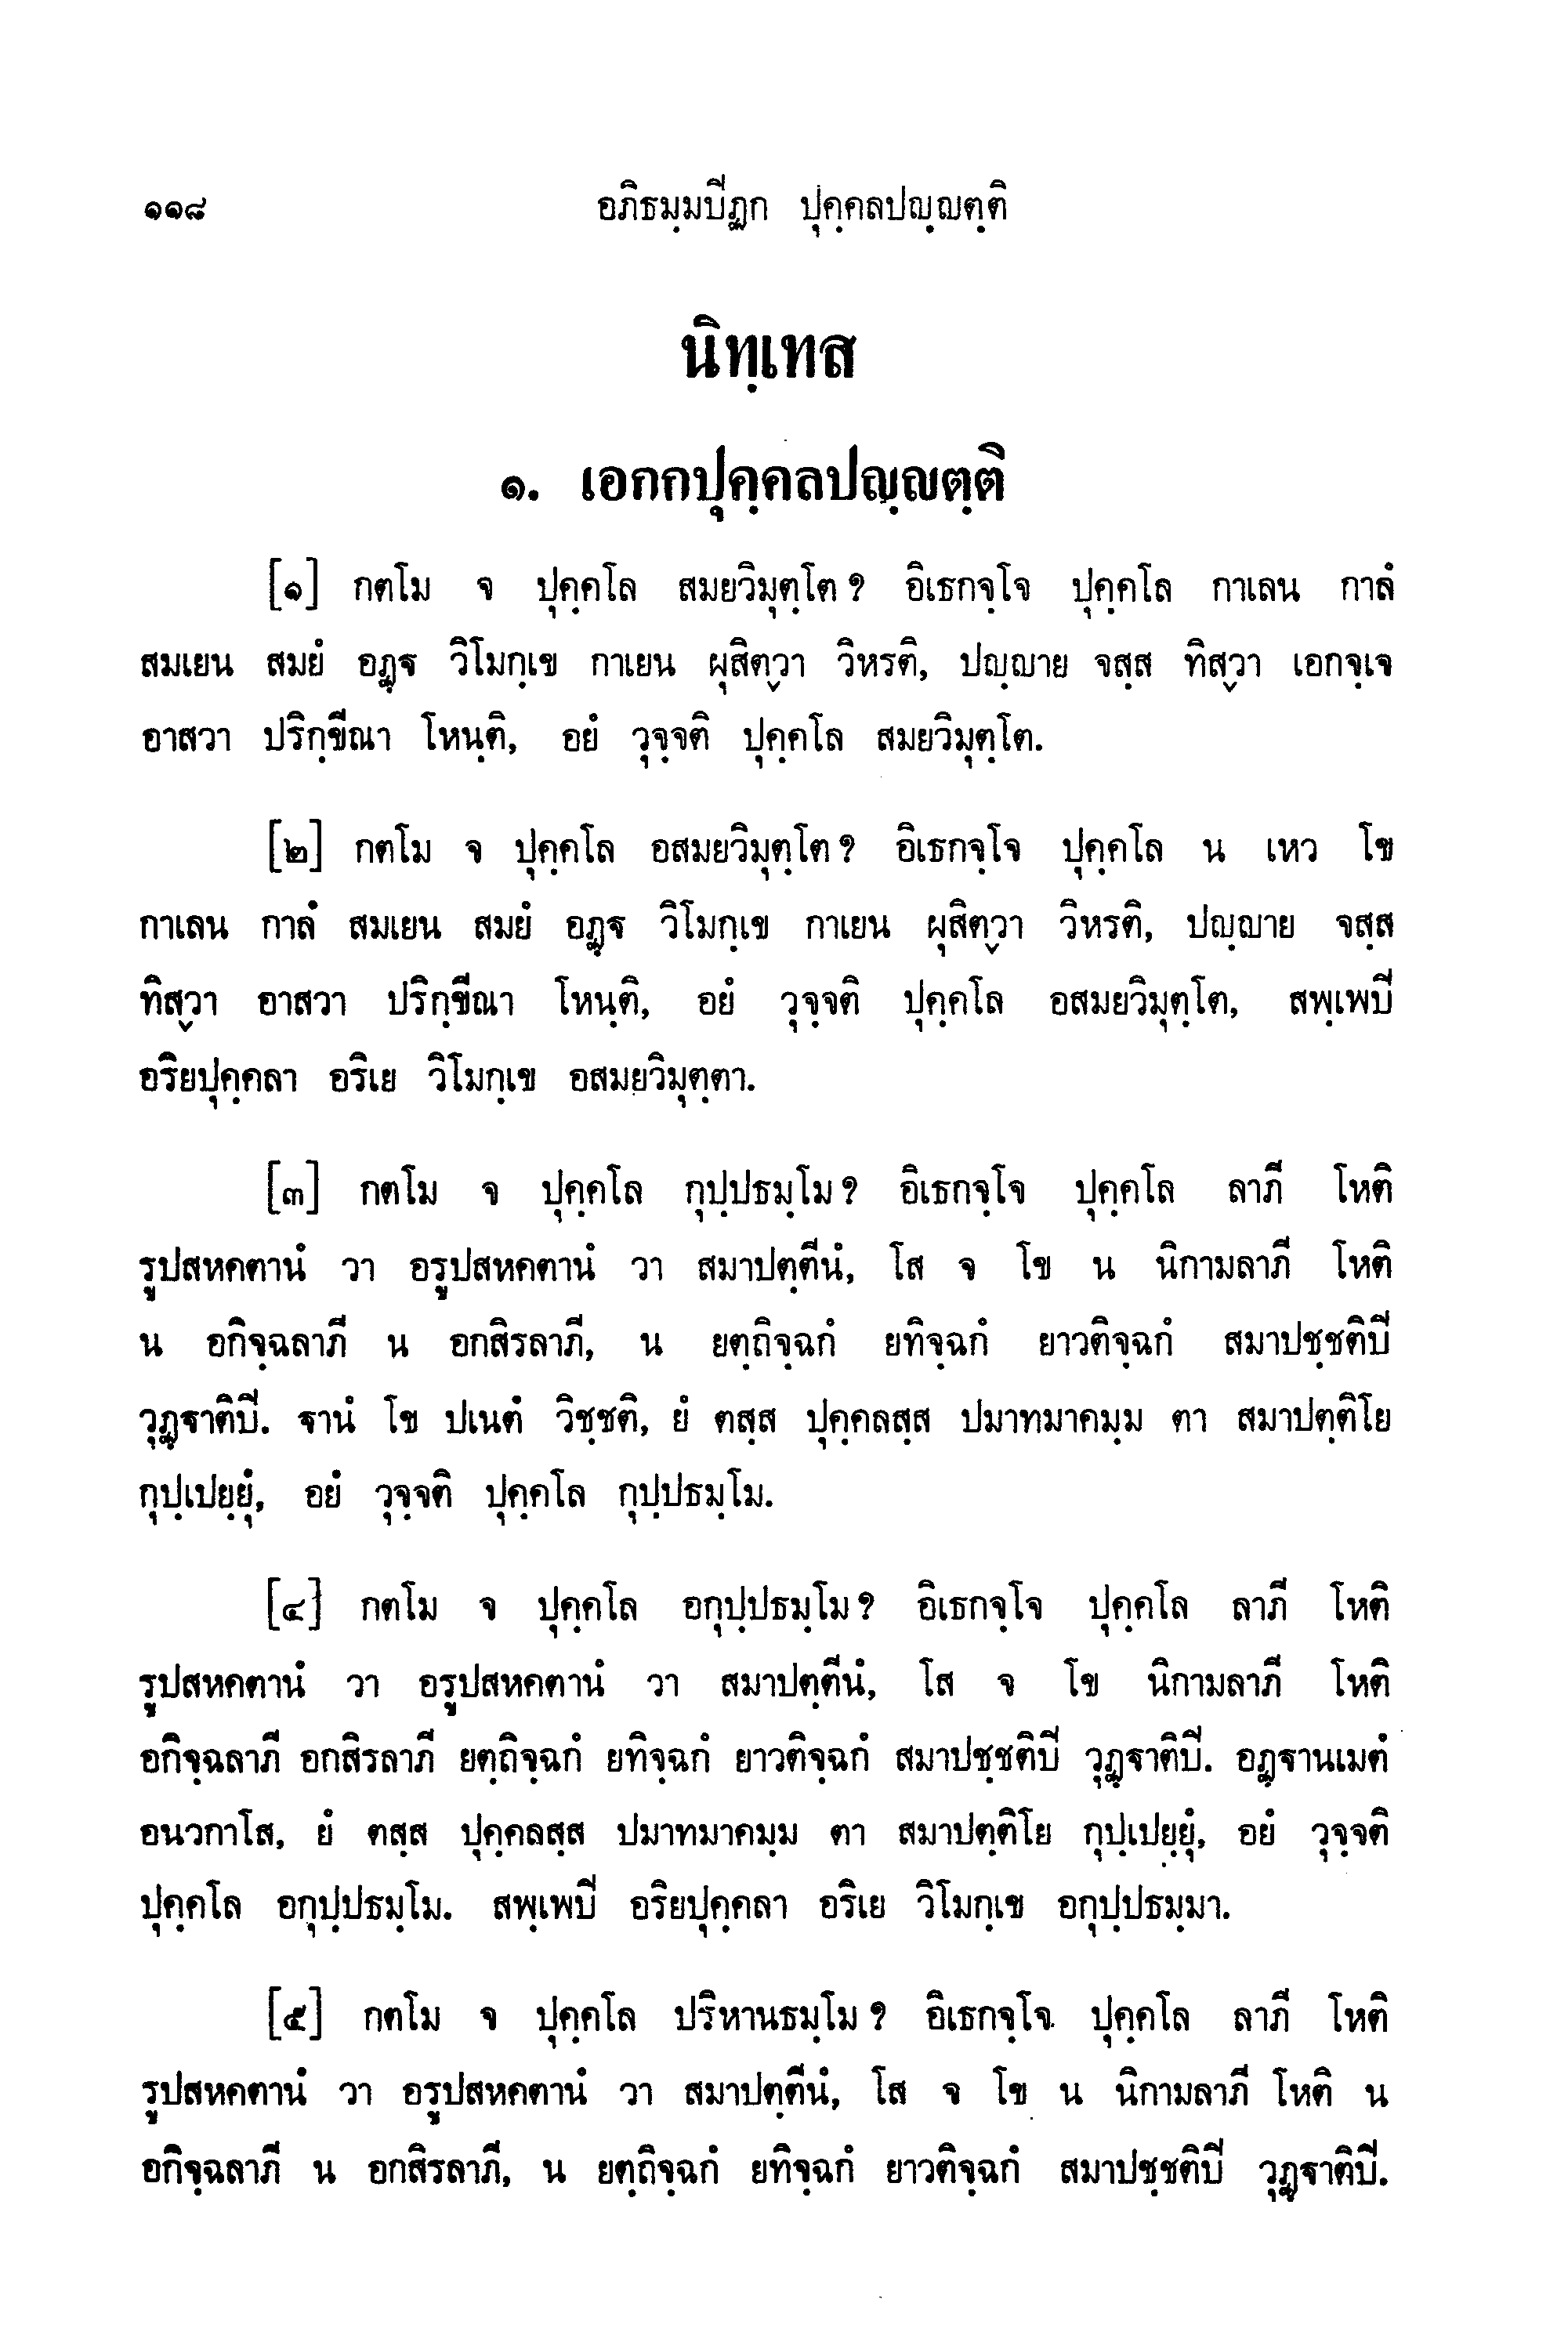 ๑๑๘ อภิธมฺมปิฏก ปุคฺคลปญฺญตฺติ
นิทฺเทส
๑. เอกกปุคฺคลปญฺญตฺติ
[๑] กตโม จ ปุคฺคโล สมยวิมุตฺโต? อิเธกจฺโจ ปุคฺคโล กาเลน กาลํ
สมเยน สมยํ อฏฺฐ วิโมกฺเข กาเยน ผุสิตฺวา วิหรติ, ปญฺญาย จสฺส ทิสฺวา เอกจฺเจ
อาสวา ปริกฺขีณา โหนฺติ, อยํ วุจฺจติ ปุคฺคโล สมยวิมุตฺโต.
[๒] กตโม จ ปุคฺคโล อสมยวิมุตฺโต? อิเธกจฺโจ ปุคฺคโล น เหว โข
กาเลน กาลํ สมเยน สมยํ อฏฺฐ วิโมกฺเข กาเยน ผุสิตฺวา วิหรติ, ปญฺญาย จสฺส
ทิสฺวา อาสวา ปริกฺขีณา โหนฺติ, อยํ วุจฺจติ ปุคฺคโล อสมยวิมุตฺโต, สพฺเพปิ
อริยปุคฺคลา อริเย วิโมกฺเข อสมยวิมุตฺตา.
[๓] กตโม จ ปุคฺคโล กุปฺปธมฺโม? อิเธกจฺโจ ปุคฺคโล ลาภี โหติ
รูปสหคตานํ วา อรูปสหคตานํ วา สมาปตฺตีนํ, โส จ โข น นิกามลาภี โหติ
น อกิจฺฉลาภี น อกสิรลาภี, น ยตฺถิจฺฉกํ ยทิจฺฉกํ ยาวติจฺฉกํ สมาปชฺชติปิ
วุฏฺฐาติปิ. ฐานํ โข ปเนตํ วิชฺชติ, ยํ ตสฺส ปุคฺคลสฺส ปมาทมาคมฺม ตา สมาปตฺติโย
กุปฺเปยฺยุํ, อยํ วุจฺจติ ปุคฺคโล กุปฺปธมฺโม.
[๔] กตโม จ ปุคฺคโล อกุปฺปธมฺโม? อิเธกจฺโจ ปุคฺคโล ลาภี โหติ
รูปสหคตานํ วา อรูปสหคตานํ วา สมาปตฺตีนํ, โส จ โข นิกามลาภี โหติ
อกิจฺฉลาภี อกสิรลาภี ยตฺถิจฺฉกํ ยทิจฺฉกํ ยาวติจฺฉกํ สมาปชฺชติปิ วุฏฺฐาติปิ. อฏฺฐานเมตํ
อนวกาโส, ยํ ตสฺส ปุคฺคลสฺส ปมาทมาคมฺม ตา สมาปตฺติโย กุปฺเปยฺยุํ, อยํ วุจฺจติ
ปุคฺคโล อกุปฺปธมฺโม. สพฺเพปิ อริยปุคฺคลา อริเย วิโมกฺเข อกุปฺปธมฺมา.
[๕] กตโม จ ปุคฺคโล ปริหานธมฺโม? อิเธกจฺโจ ปุคฺคโล ลาภี โหติ
รูปสหคตานํ วา อรูปสหคตานํ วา สมาปตฺตีนํ, โส จ โข น นิกามลาภี โหติ น
อกิจฺฉลาภี น อกสิรลาภี, น ยตฺถิจฺฉกํ ยทิจฺฉกํ ยาวติจฺฉกํ สมาปชฺชติปิ วุฏฺฐาติปิ.